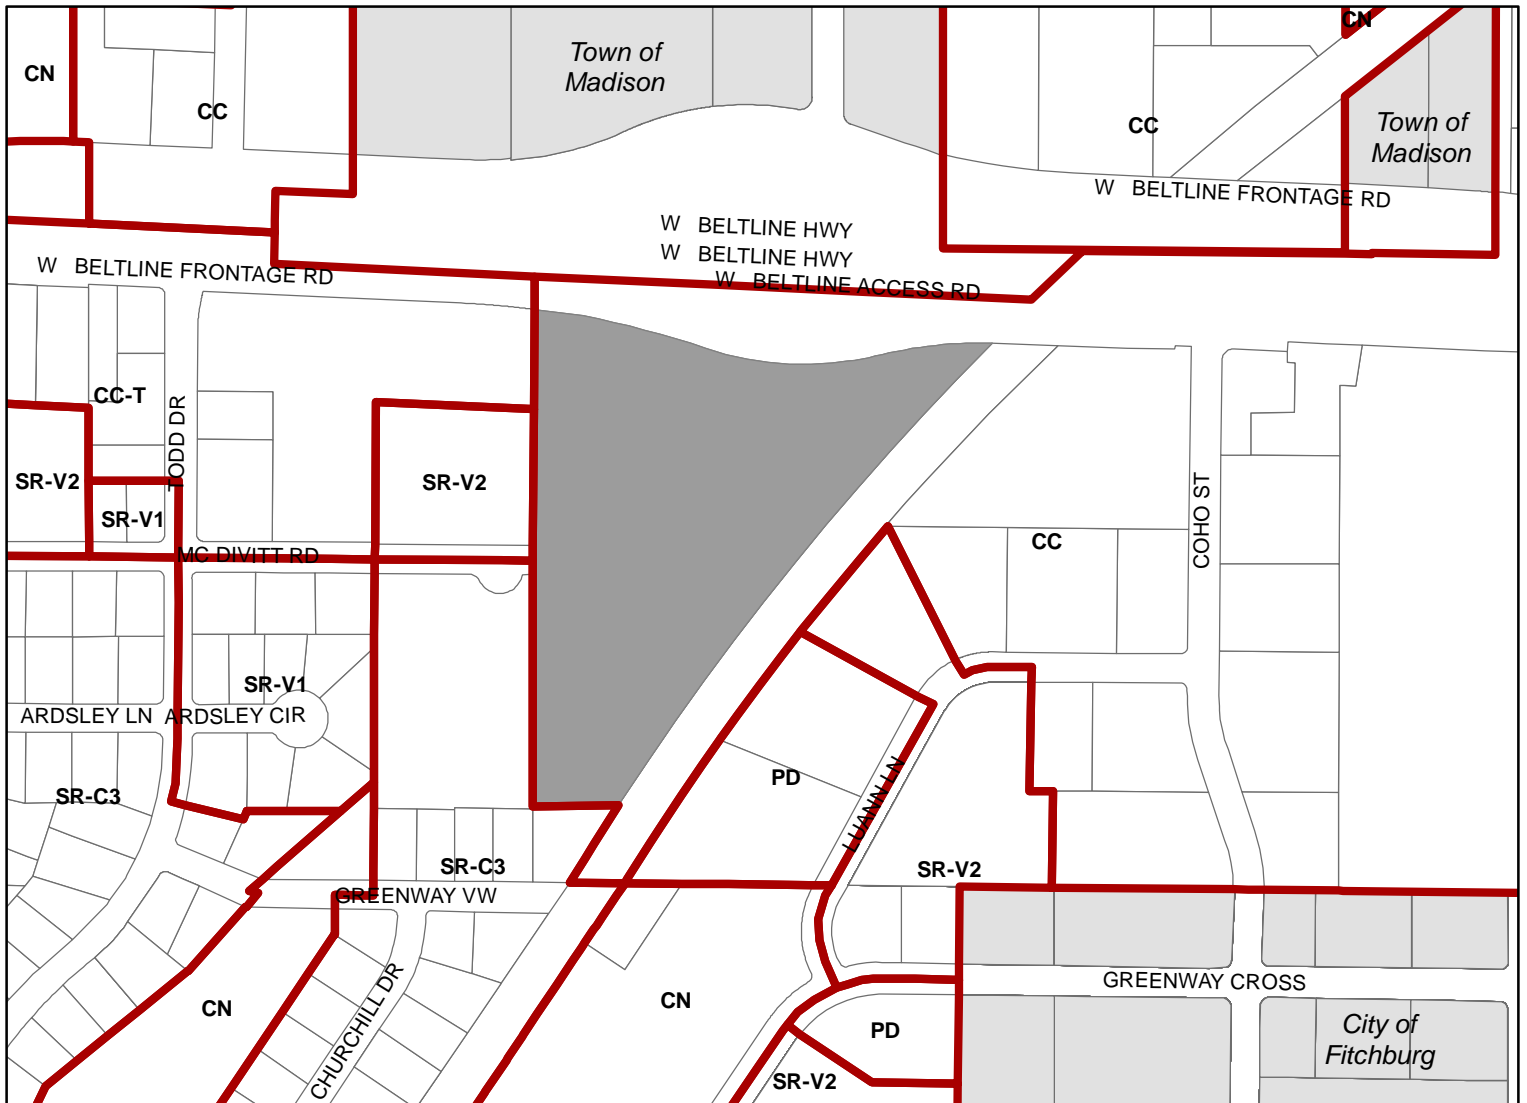 CN
Town of
Madison
CN
CC
CC
Town of
Madison
W BELTLINE FRONTAGE RD
W BELTLINE HWY
W BELTLINE HWY
W BELTLINE ACCESS RD
W BELTLINE FRONTAGE RD
CC-T
TODD DR
SR-V2
SR-V2
SR-V1
COHO ST
CC
MC DIVITT RD
SR-V1
ARDSLEY LN
ARDSLEY CIR
PD
LUANN LN
SR-C3
SR-C3
SR-V2
GREENWAY VW
GREENWAY CROSS
CN
CHURCHILL DR
CN
PD
City of
Fitchburg
SR-V2